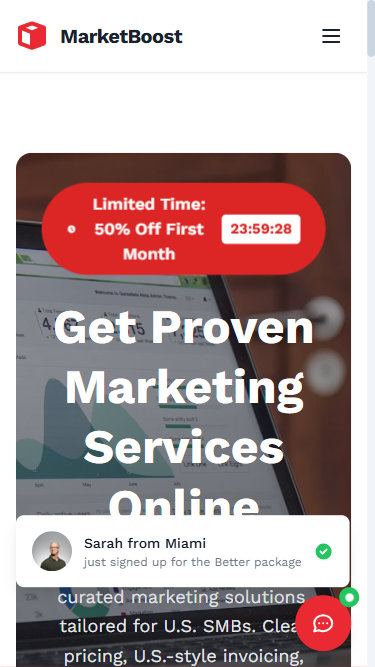 MarketBoost
Limited Time:
50% Off First
Month
23:59:28
Get Proven
Marketing
Services
Online
Sarah from Miami
just signed up for the Better package
curated marketing solutions
tailored for U.S. SMBs. Clea
pricing, U.S.-style invoicing,